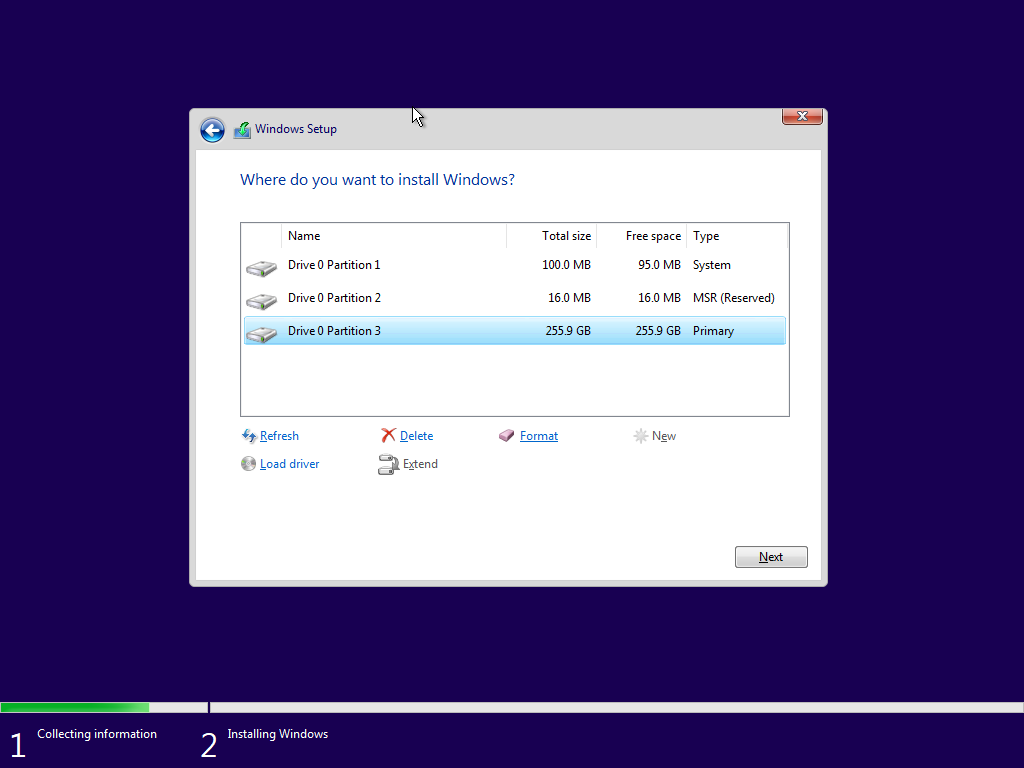 Windows Setup
Where do you want to install Windows?
Name Total size Free space Type
Drive 0 Partition 1 100.0 MB 95.0 MB System
Drive 0 Partition 2 16.0 MB 16.0 MB MSR (Reserved)
Drive 0 Partition 3 255.9 GB 255.9 GB Primary
Refresh Delete Format New
Load driver Extend
Next
1 Collecting information 2 Installing Windows